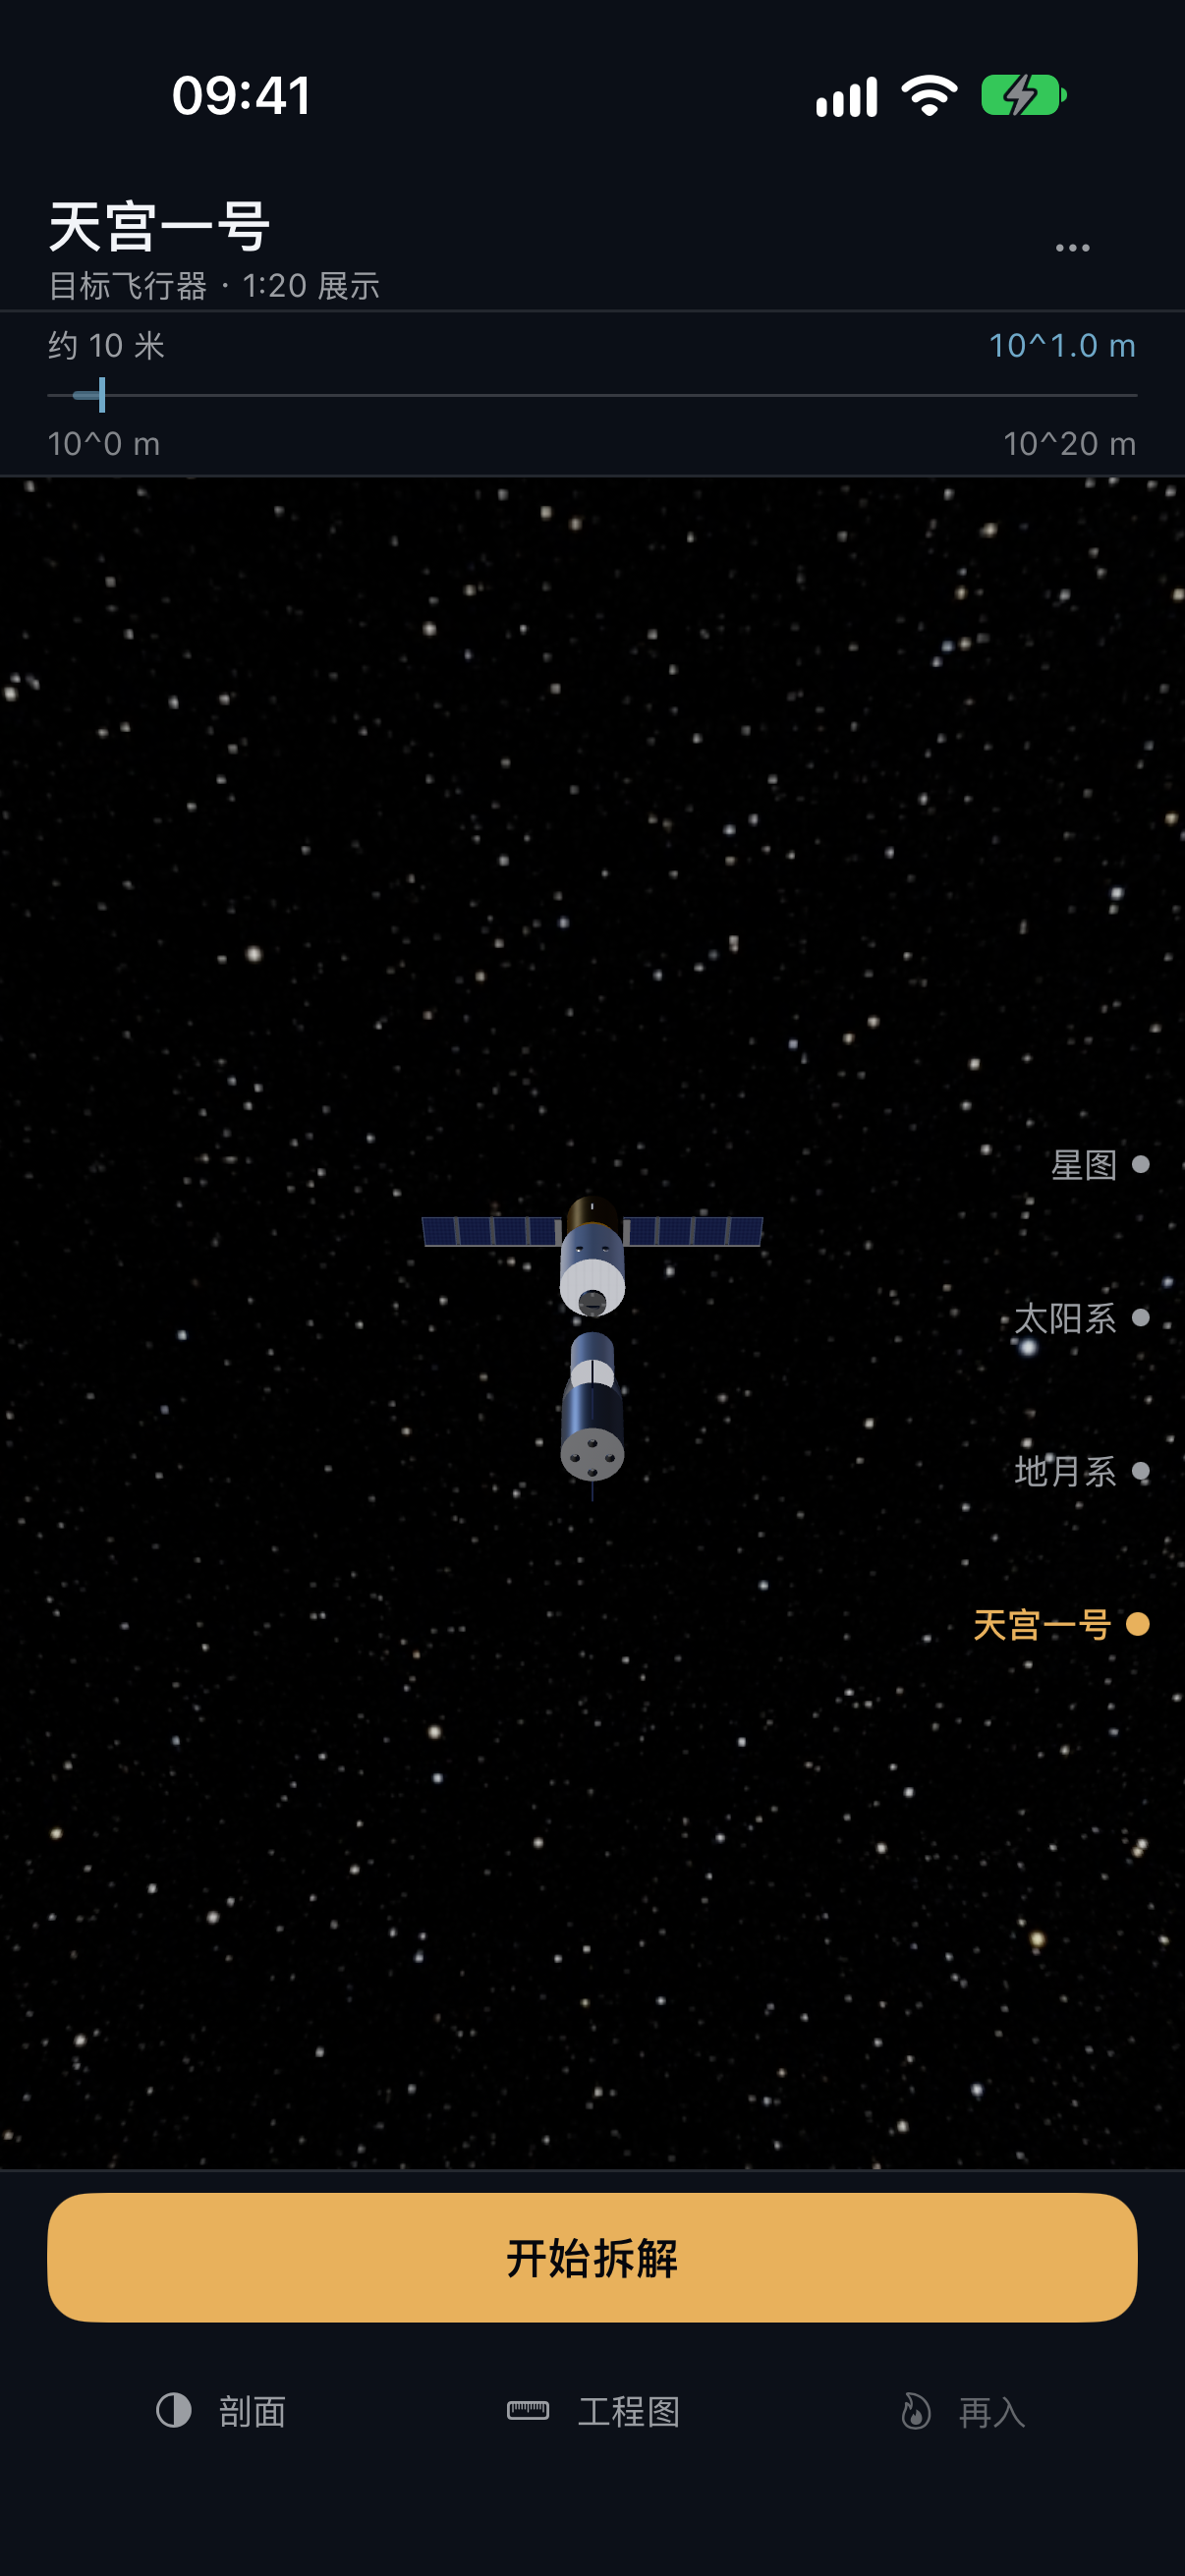 09:41
天宫一号
目标飞行器 · 1:20 展示
...
约 10 米
10^1.0 m
10^0 m
10^20 m
星图
太阳系
地月系
天宫一号
开始拆解
剖面
工程图
再入